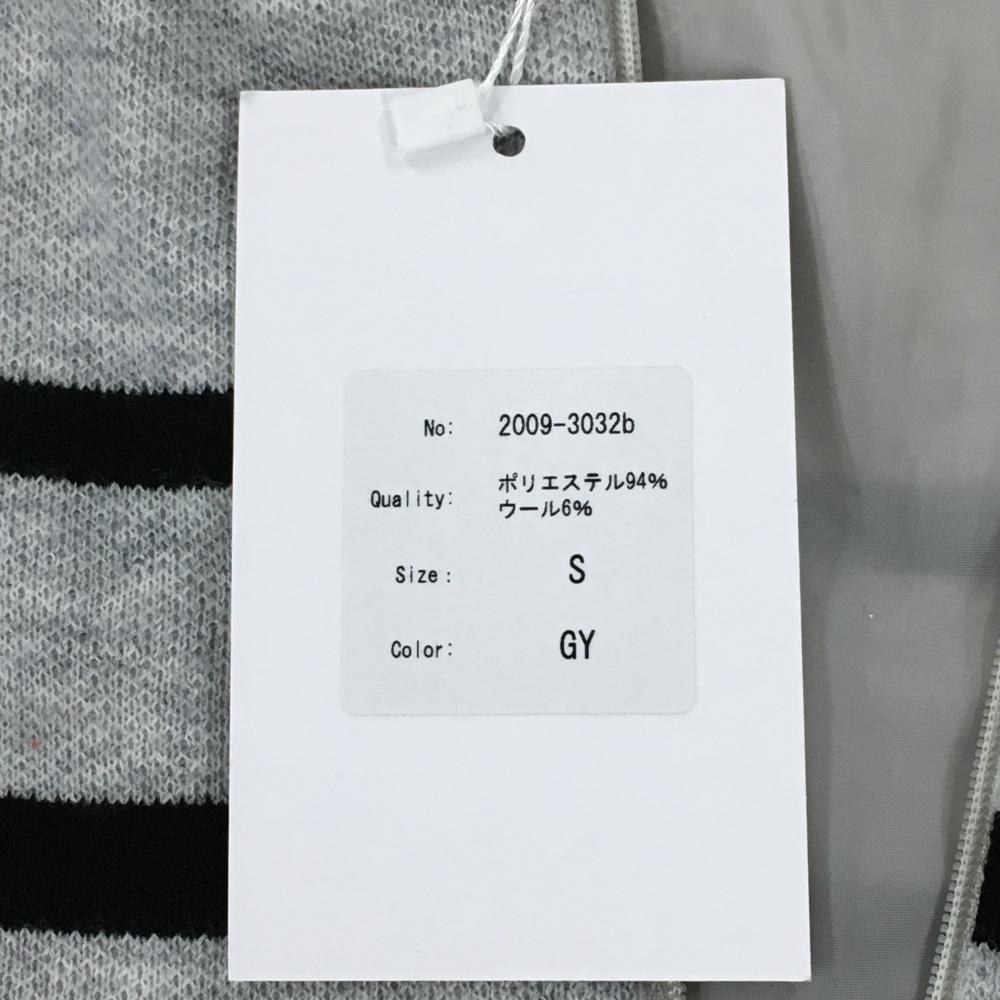 No: 2009-3032b
Quality: ポリエステル94%
ウール6%
Size: S
Color: GY